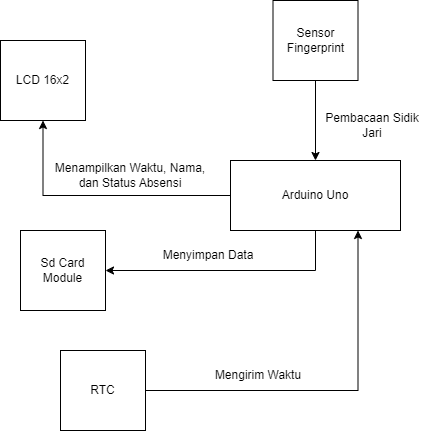 Sensor
Fingerprint
LCD 16x2
Pembacaan Sidik
Jari
Menampilkan Waktu, Nama,
dan Status Absensi
Arduino Uno
Menyimpan Data
Sd Card
Module
Mengirim Waktu
RTC